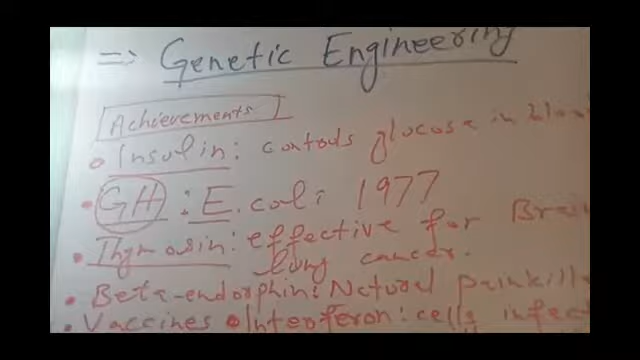 => Genetic Engineering
Achievements
• Insulin: controls glucose in
• GH : E.coli 1977
• Thymosin: effective for
lung cancer.
• Beta-endorphin: Natural
• Vaccines • Interferon: cells